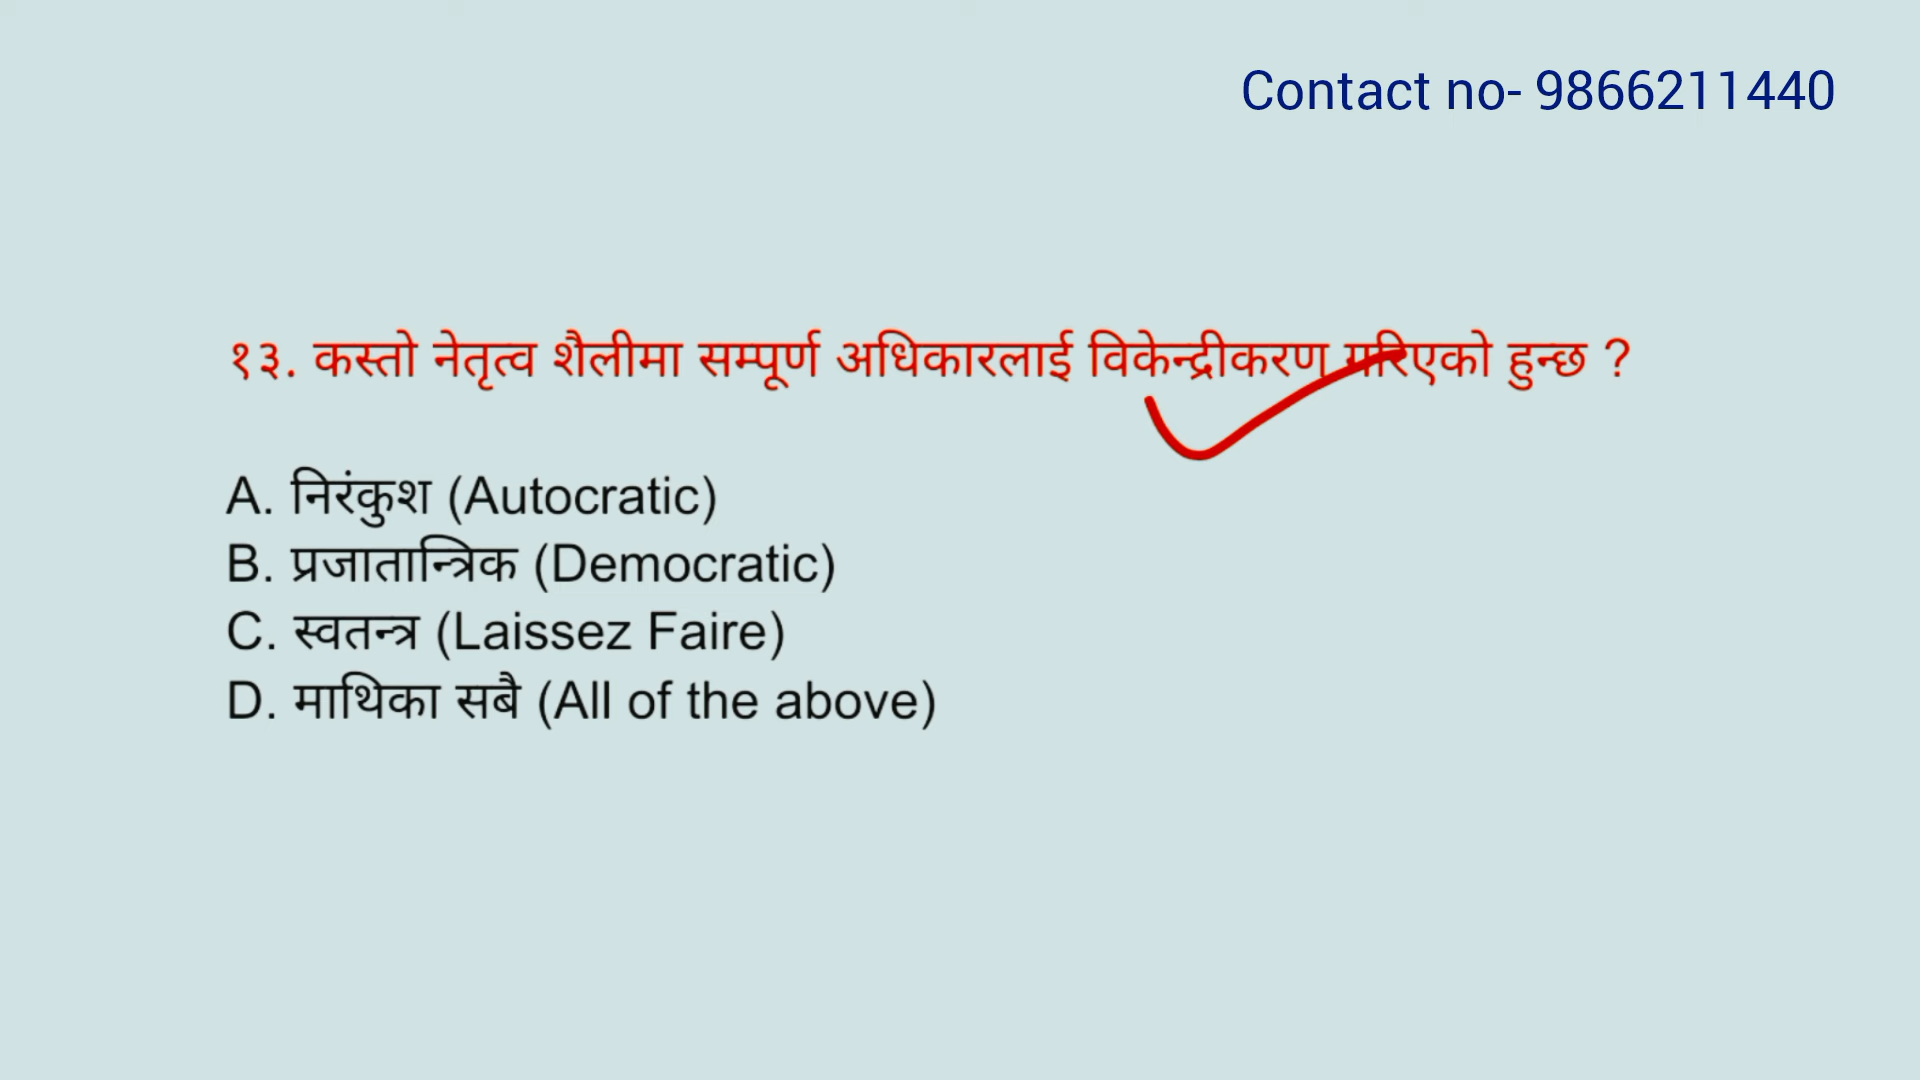 Contact no- 9866211440
१३. कस्तो नेतृत्व शैलीमा सम्पूर्ण अधिकारलाई विकेन्द्रीकरण गरिएको हुन्छ ?
A. निरंकुश (Autocratic)
B. प्रजातान्त्रिक (Democratic)
C. स्वतन्त्र (Laissez Faire)
D. माथिका सबै (All of the above)